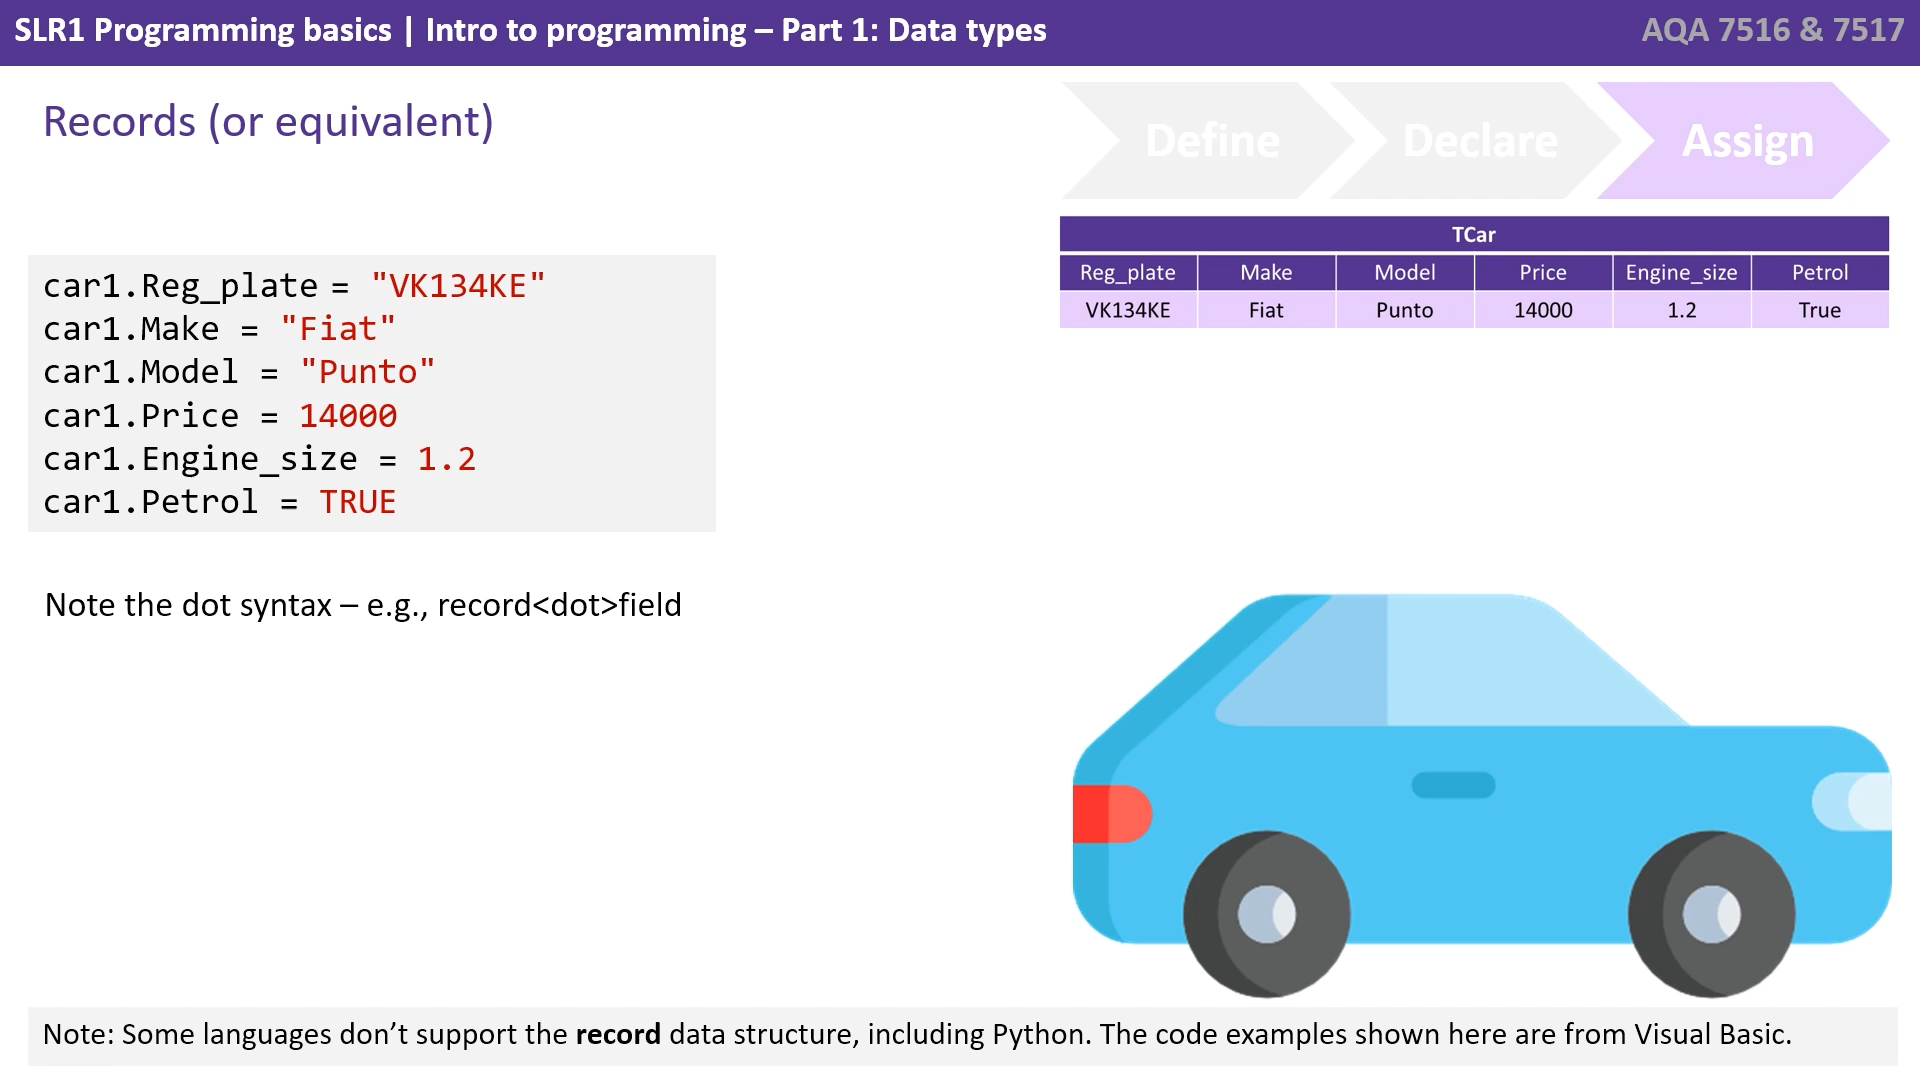 SLR1 Programming basics | Intro to programming – Part 1: Data types
AQA 7516 & 7517
Records (or equivalent)
Define
Declare
Assign
TCar
Reg_plate Make Model Price Engine_size Petrol
VK134KE Fiat Punto 14000 1.2 True
car1.Reg_plate = "VK134KE"
car1.Make = "Fiat"
car1.Model = "Punto"
car1.Price = 14000
car1.Engine_size = 1.2
car1.Petrol = TRUE
Note the dot syntax – e.g., record<dot>field
Note: Some languages don’t support the record data structure, including Python. The code examples shown here are from Visual Basic.